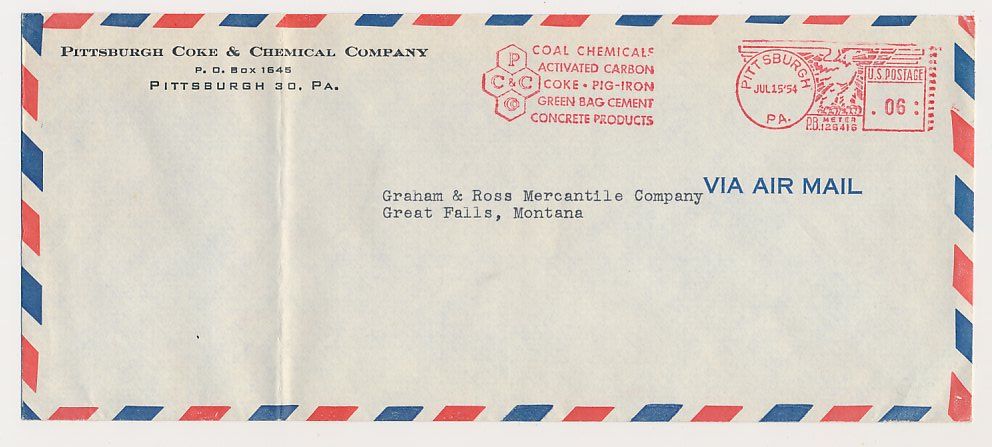 PITTSBURGH COKE & CHEMICAL COMPANY
P. O. BOX 1645
PITTSBURGH 30, PA.
P
C & C
Co
COAL CHEMICALS
ACTIVATED CARBON
COKE • PIG-IRON
GREEN BAG CEMENT
CONCRETE PRODUCTS
PITTSBURGH
JUL 15 '54
PA.
P.B. METER
126416
U.S. POSTAGE
.06
VIA AIR MAIL
Graham & Ross Mercantile Company
Great Falls, Montana